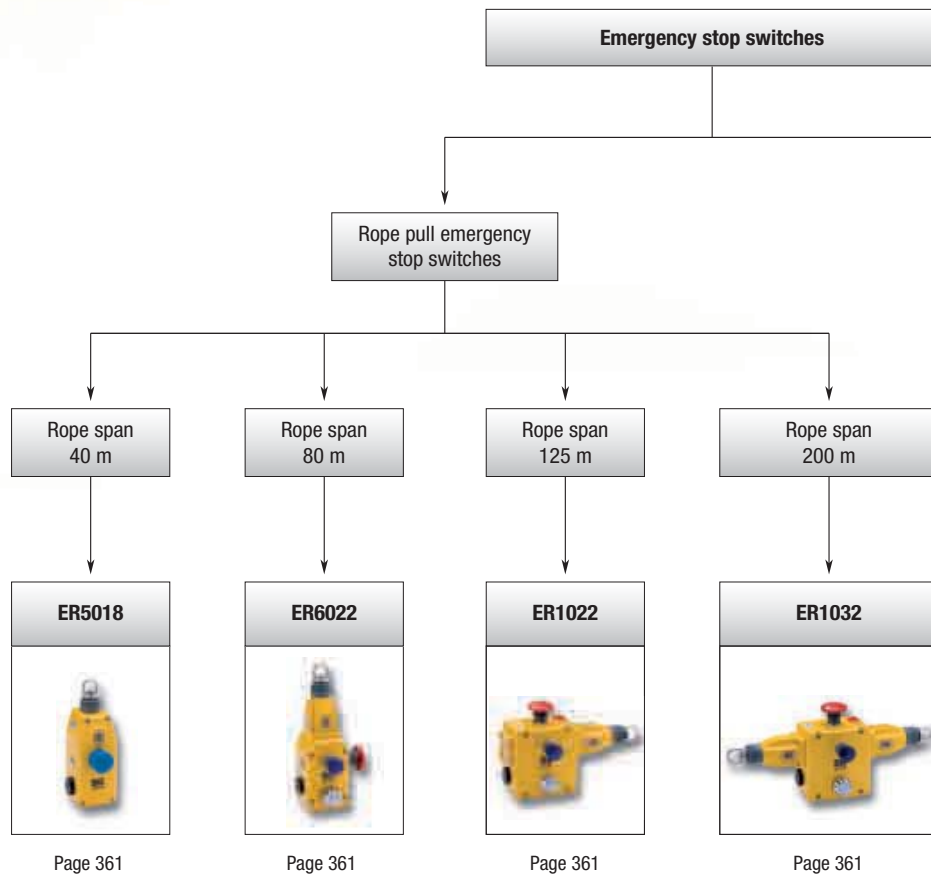 Emergency stop switches
Rope pull emergency
stop switches
Rope span
40 m
Rope span
80 m
Rope span
125 m
Rope span
200 m
ER5018
ER6022
ER1022
ER1032
Page 361
Page 361
Page 361
Page 361